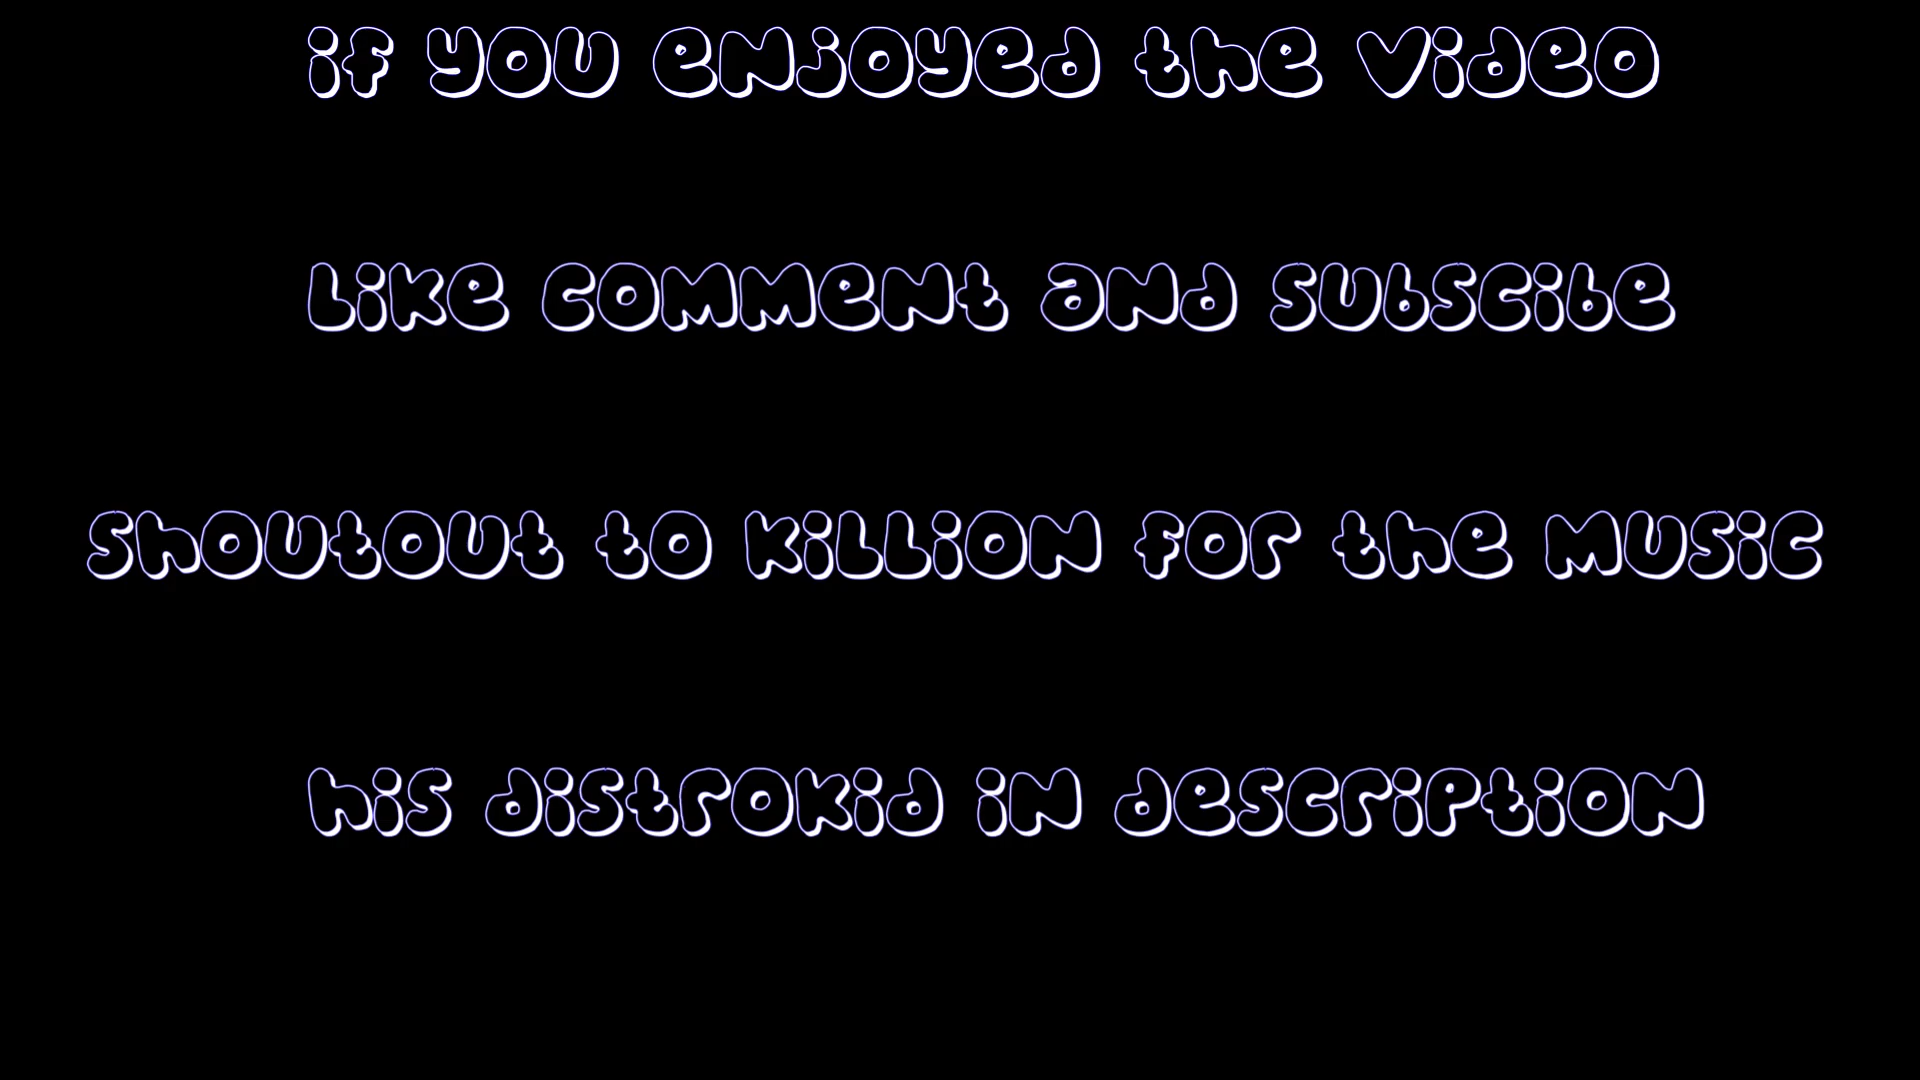 if you enjoyed the video
like comment and subscibe
shoutout to killion for the music
his distrokid in description